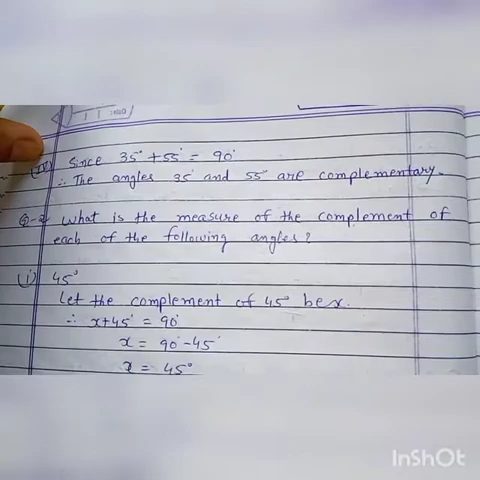 (iv) Since 35° + 55° = 90°
∴ The angles 35° and 55° are complementary.
Q-2 What is the measure of the complement of
each of the following angles?
(i) 45°
Let the complement of 45° be x.
∴ x + 45° = 90°
x = 90° - 45°
x = 45°
InShOt